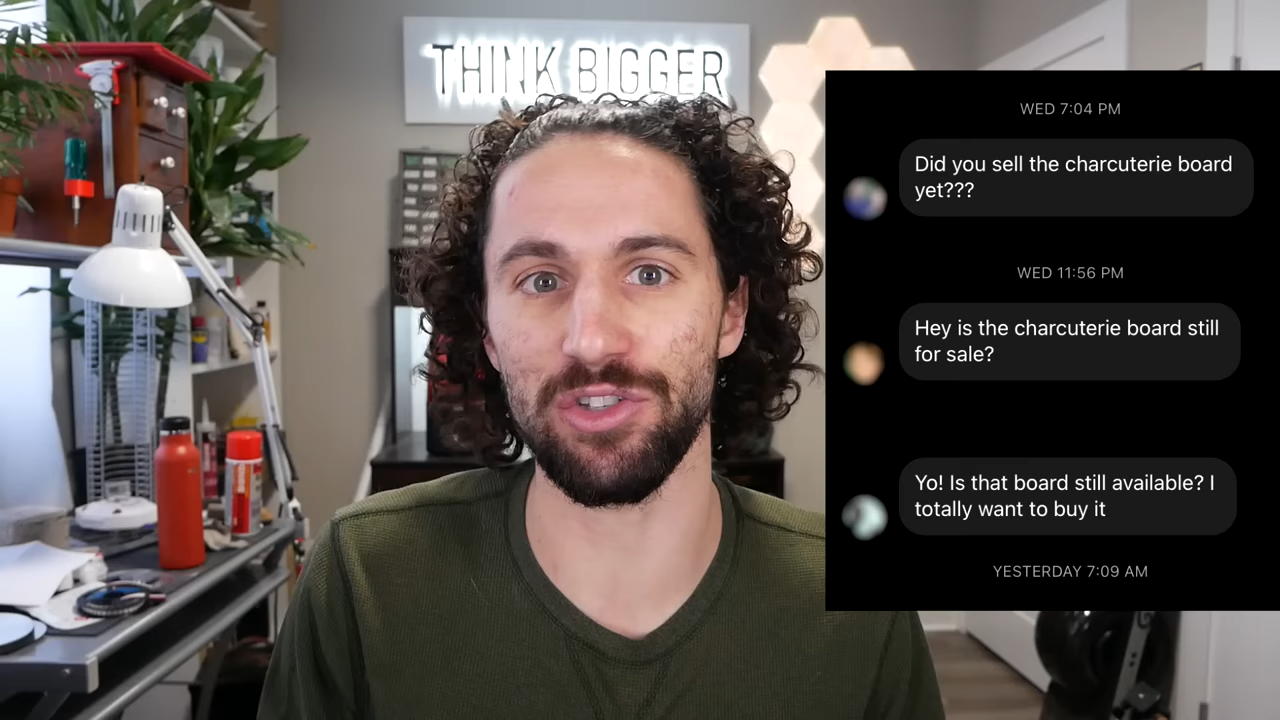 THINK BIGGER
WED 7:04 PM
Did you sell the charcuterie board
yet???
WED 11:56 PM
Hey is the charcuterie board still
for sale?
Yo! Is that board still available? I
totally want to buy it
YESTERDAY 7:09 AM